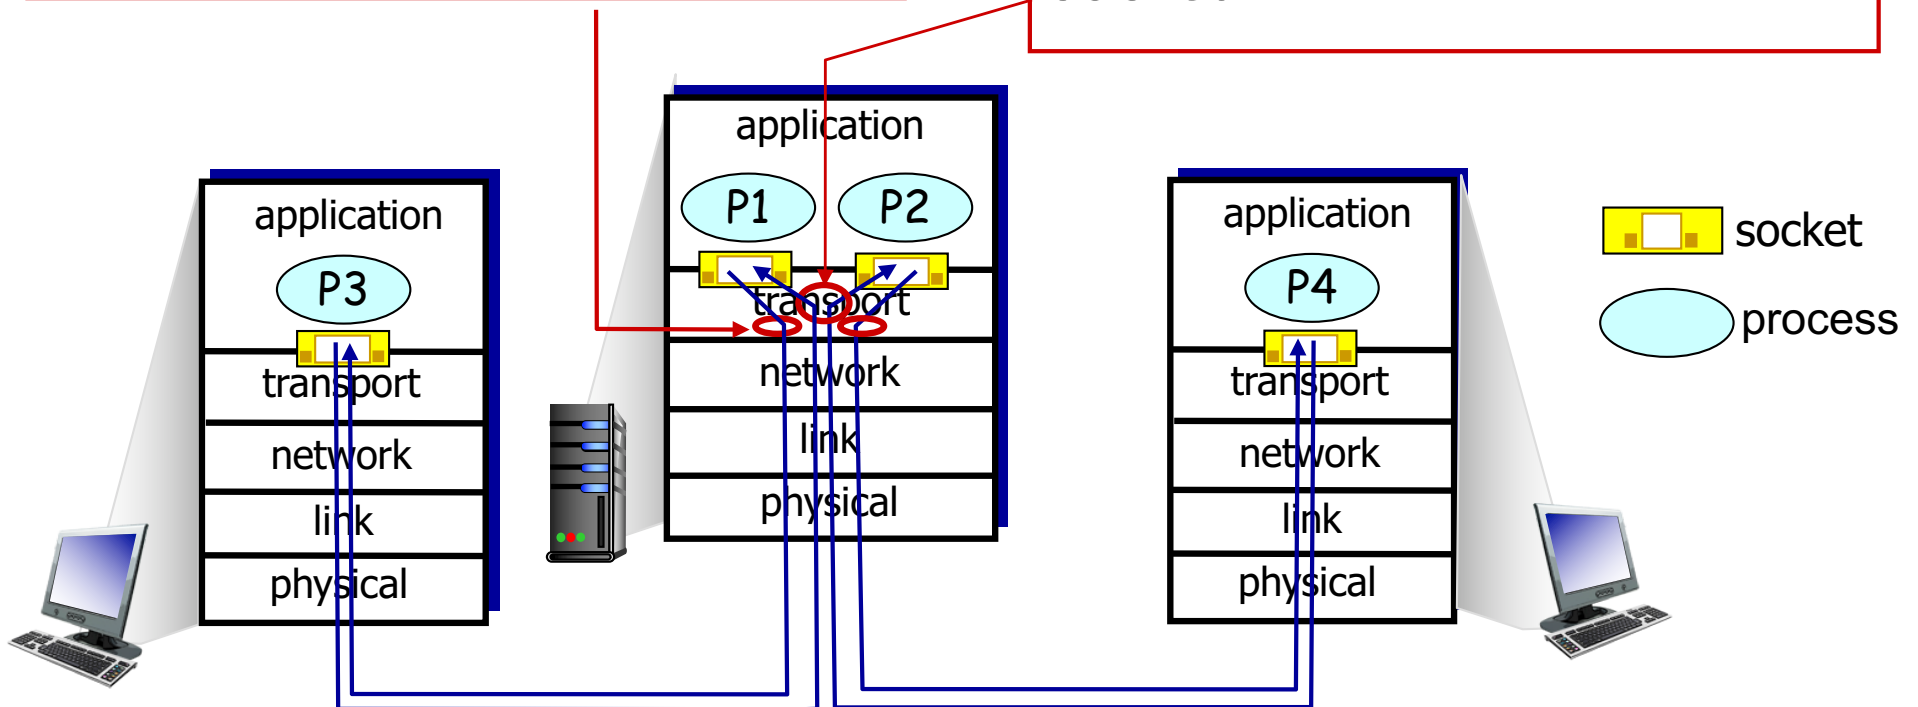 application
P1
P2
transport
network
link
physical
application
P3
transport
network
link
physical
application
P4
transport
network
link
physical
socket
process